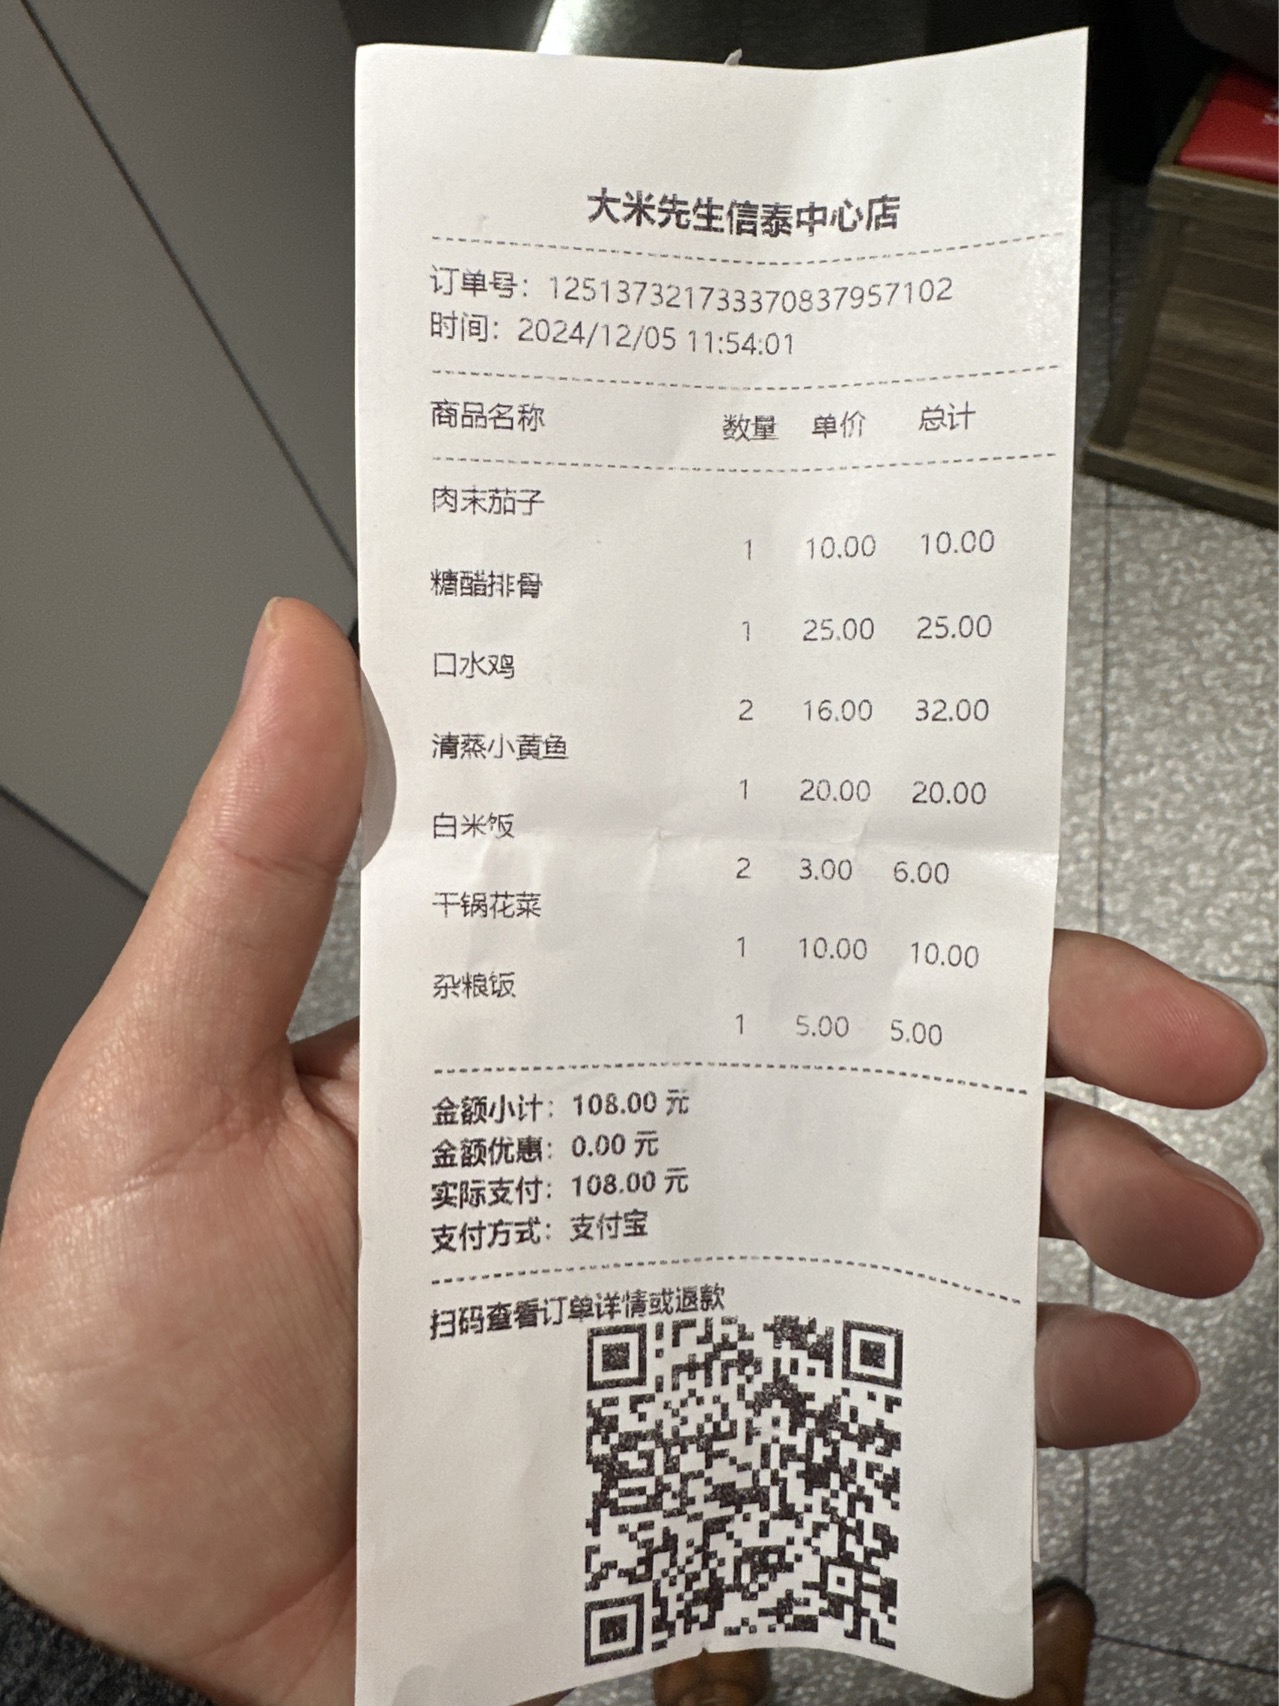 大米先生信泰中心店
订单号：1251373217333370837957102
时间：2024/12/05 11:54:01
商品名称 数量 单价 总计
肉末茄子
1 10.00 10.00
糖醋排骨
1 25.00 25.00
口水鸡
2 16.00 32.00
清蒸小黄鱼
1 20.00 20.00
白米饭
2 3.00 6.00
干锅花菜
1 10.00 10.00
杂粮饭
1 5.00 5.00
金额小计：108.00 元
金额优惠：0.00 元
实际支付：108.00 元
支付方式：支付宝
扫码查看订单详情或退款